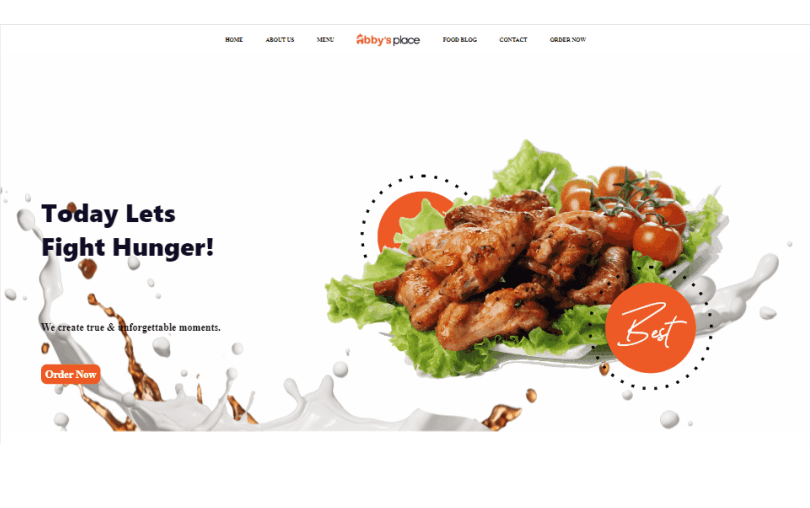 HOME ABOUT US MENU abby's place FOOD BLOG CONTACT ORDER NOW
Today Lets
Fight Hunger!
We create true & unforgettable moments.
Order Now
Best